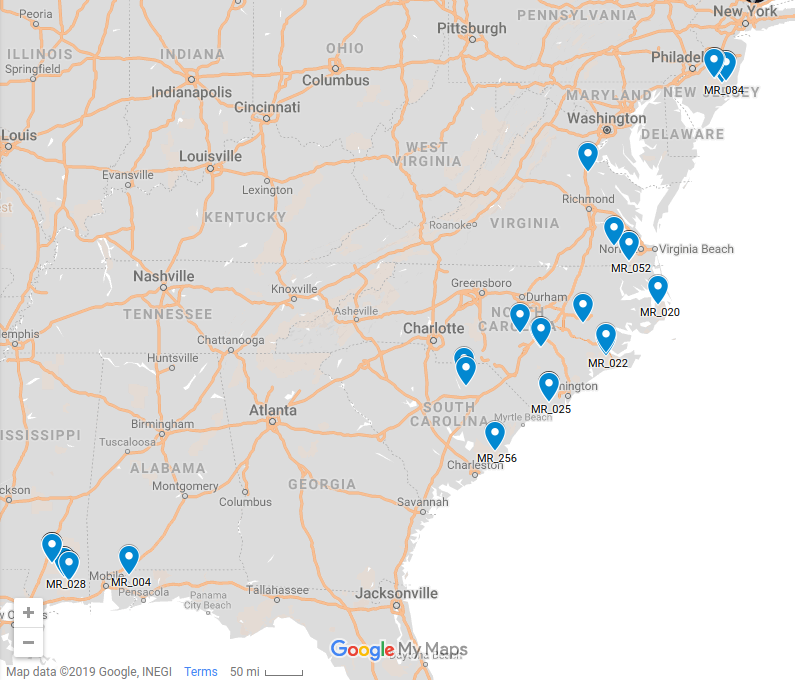 Peoria
New York
PENNSYLVANIA
Pittsburgh
ILLINOIS
INDIANA
OHIO
Philadel
Springfield
Columbus
Indianapolis
MR_084
NEW JERSEY
MARYLAND
Cincinnati
Washington
DELAWARE
Louis
WEST
VIRGINIA
Louisville
Evansville
Lexington
Richmond
KENTUCKY
VIRGINIA
Roanoke
Nor
Virginia Beach
MR_052
Nashville
Knoxville
Greensboro
Durham
TENNESSEE
Asheville
NORTH
CAROLINA
MR_020
Charlotte
emphis
Chattanooga
Huntsville
MR_022
Atlanta
SOUTH
CAROLINA
mington
MR_025
Myrtle Beach
Birmingham
ISSISSIPPI
Tuscaloosa
MR_256
ALABAMA
Charleston
GEORGIA
Montgomery
ckson
Columbus
Savannah
Mobile
MR_028
MR_004
Pensacola
Tallahassee
Jacksonville
Panama
City Beach
+
−
Google My Maps
Daytona Beach
Map data ©2019 Google, INEGI
Terms
50 mi